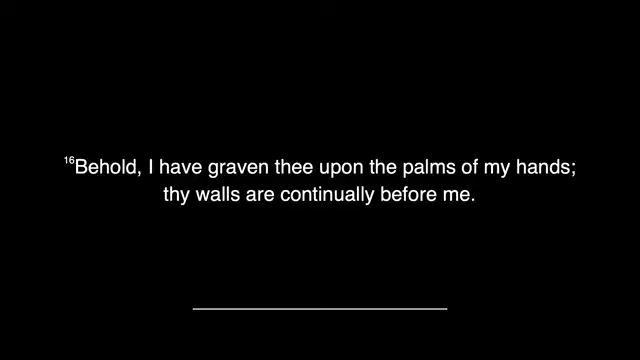 16Behold, I have graven thee upon the palms of my hands;
thy walls are continually before me.